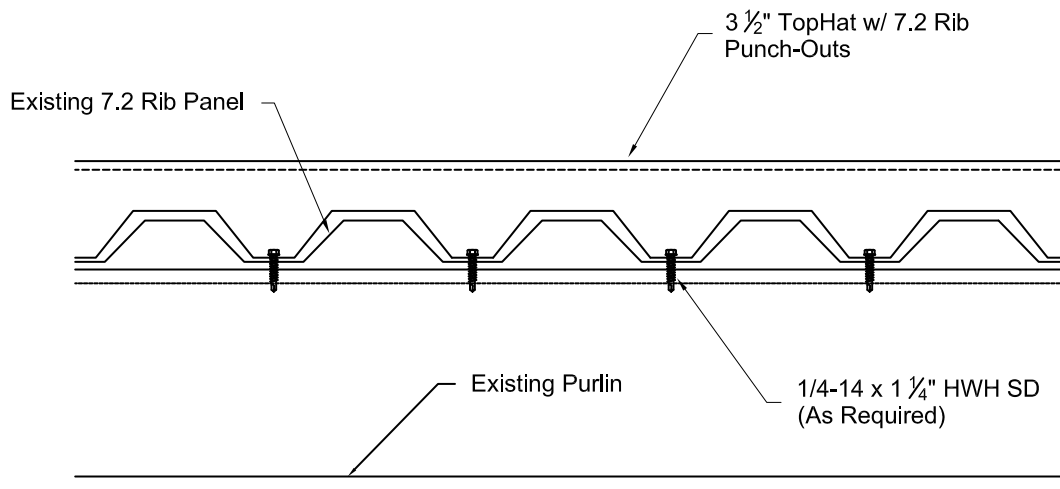 3 ½" TopHat w/ 7.2 Rib
Punch-Outs
Existing 7.2 Rib Panel
Existing Purlin
1/4-14 x 1 ¼" HWH SD
(As Required)